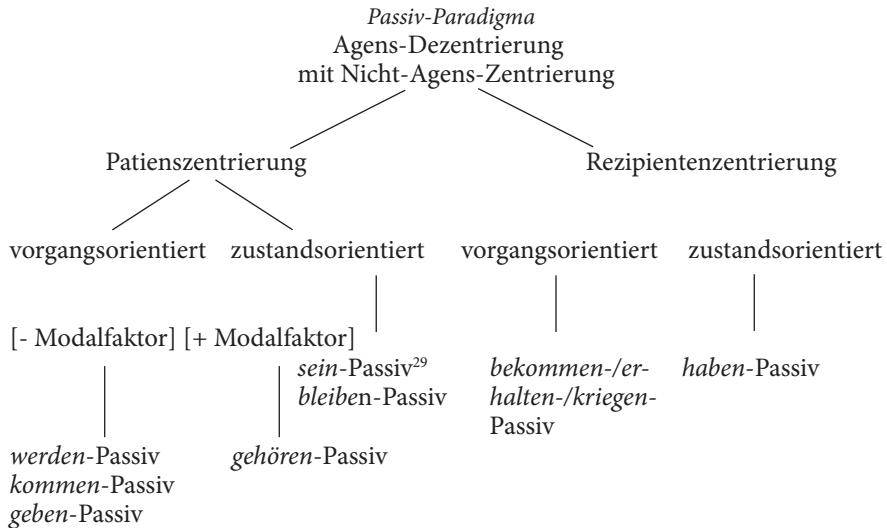 Passiv-Paradigma
Agens-Dezentrierung
mit Nicht-Agens-Zentrierung
Patienszentrierung
Rezipientenzentrierung
vorgangsorientiert
zustandsorientiert
vorgangsorientiert
zustandsorientiert
[- Modalfaktor] [+ Modalfaktor]
sein-Passiv²⁹
bleiben-Passiv
bekommen-/er-
halten-/kriegen-
Passiv
haben-Passiv
werden-Passiv
kommen-Passiv
geben-Passiv
gehören-Passiv